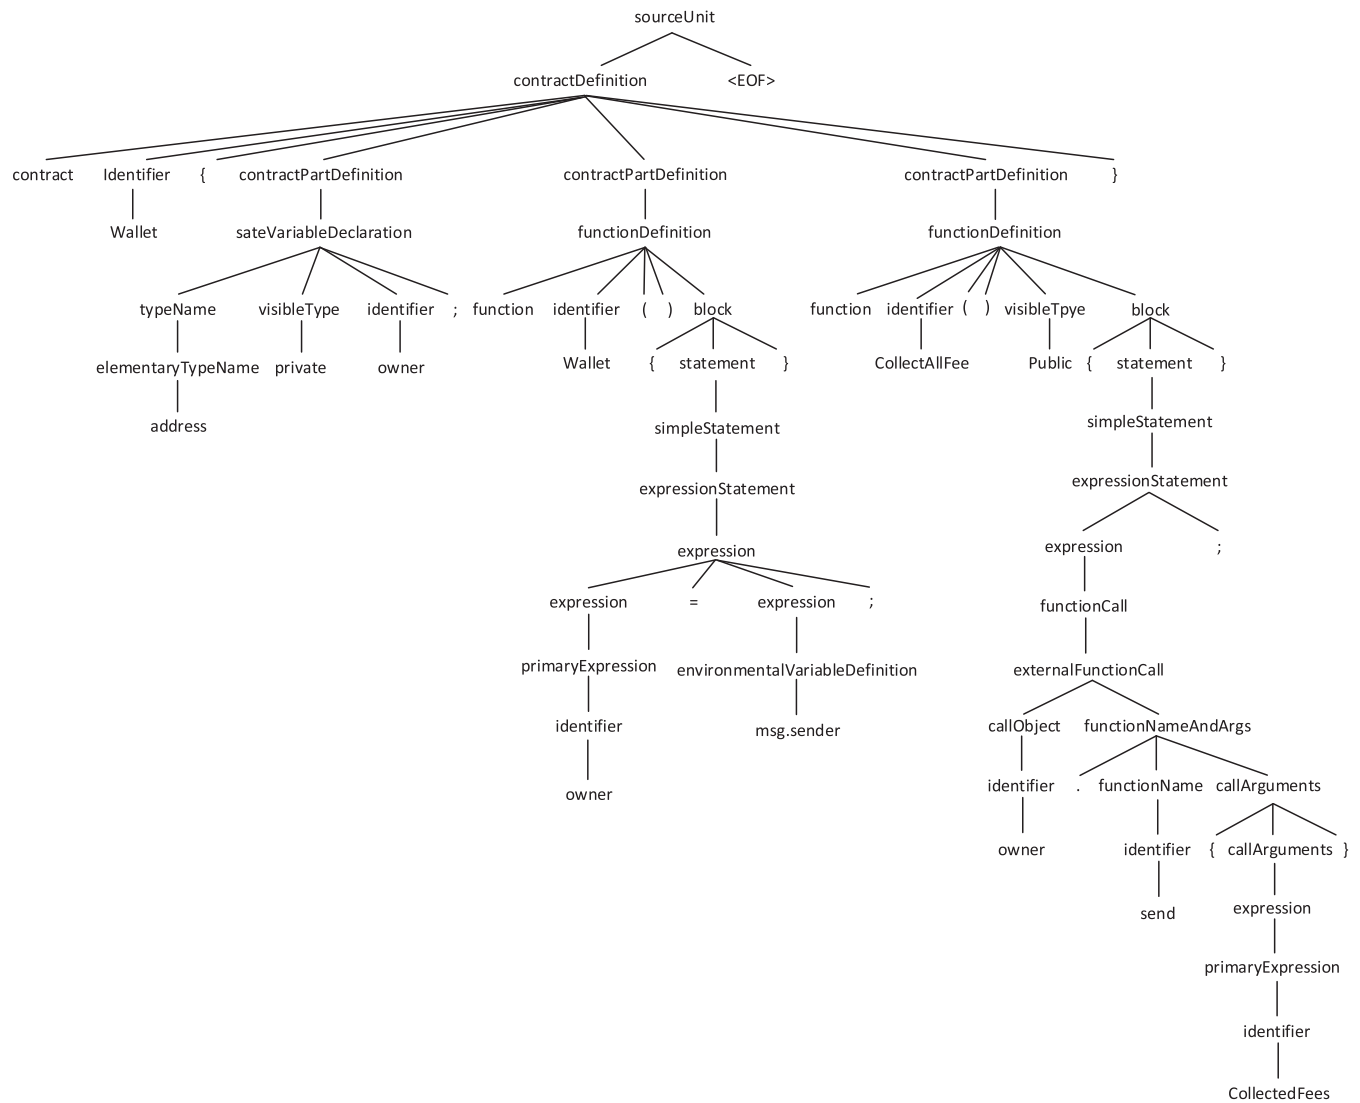 sourceUnit
contractDefinition <EOF>
contract Identifier { contractPartDefinition contractPartDefinition contractPartDefinition }
Wallet sateVariableDeclaration functionDefinition functionDefinition
typeName visibleType identifier ; function identifier ( ) block function identifier ( ) visibleTpye block
elementaryTypeName private owner Wallet { statement } CollectAllFee Public { statement }
address simpleStatement simpleStatement
expressionStatement expressionStatement
expression expression ;
expression = expression ; functionCall
primaryExpression environmentalVariableDefinition externalFunctionCall
identifier msg.sender callObject functionNameAndArgs
owner identifier . functionName callArguments
owner identifier { callArguments }
send expression
primaryExpression
identifier
CollectedFees